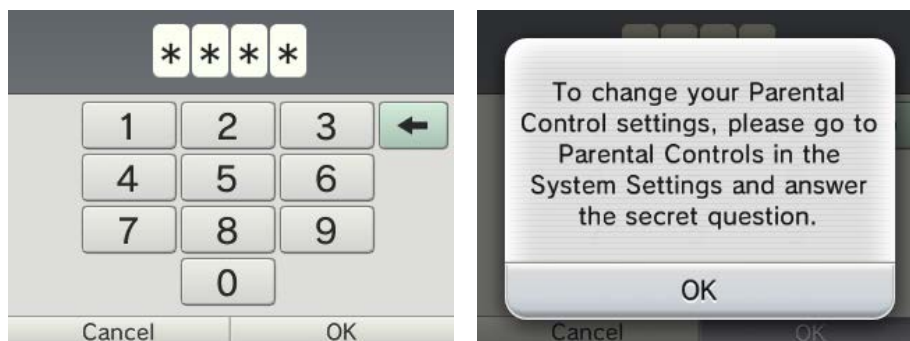 * * * *
1 2 3 ←
4 5 6
7 8 9
0
Cancel OK
To change your Parental
Control settings, please go to
Parental Controls in the
System Settings and answer
the secret question.
OK
Cancel OK